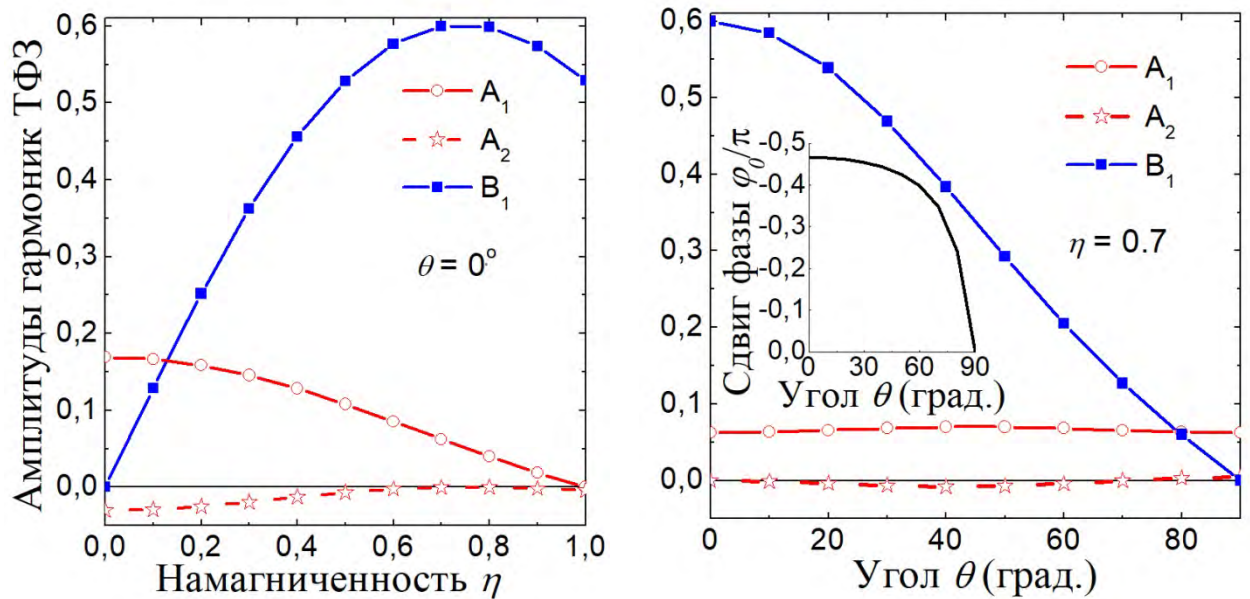 Амплитуды гармоник ТФЗ
0,6
0,5
0,4
0,3
0,2
0,1
0,0
A1
A2
B1
θ = 0°
0,0 0,2 0,4 0,6 0,8 1,0
Намагниченность η
0,6
0,5
0,4
0,3
0,2
0,1
0,0
A1
A2
B1
η = 0.7
Сдвиг фазы φ0/π
-0,5
-0,4
-0,3
-0,2
-0,1
0,0
0 30 60 90
Угол θ (град.)
0 20 40 60 80
Угол θ (град.)